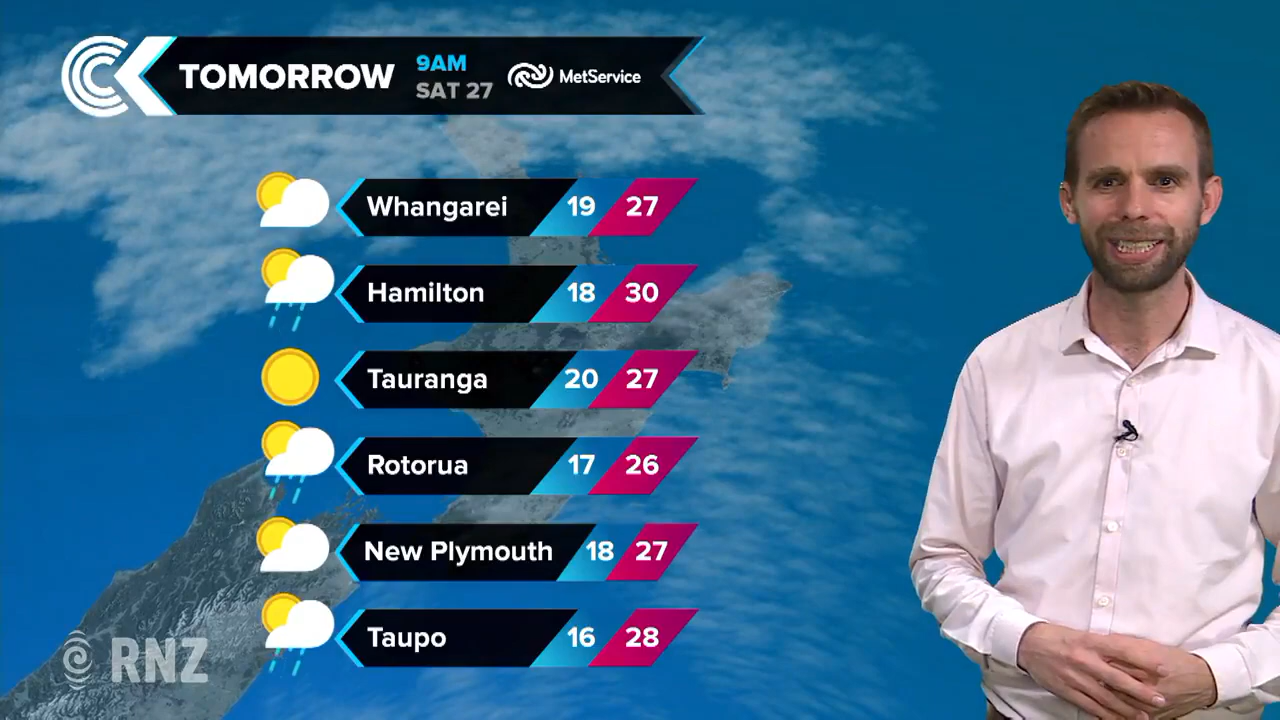 TOMORROW
9AM
SAT 27
MetService
Whangarei 19 27
Hamilton 18 30
Tauranga 20 27
Rotorua 17 26
New Plymouth 18 27
Taupo 16 28
RNZ